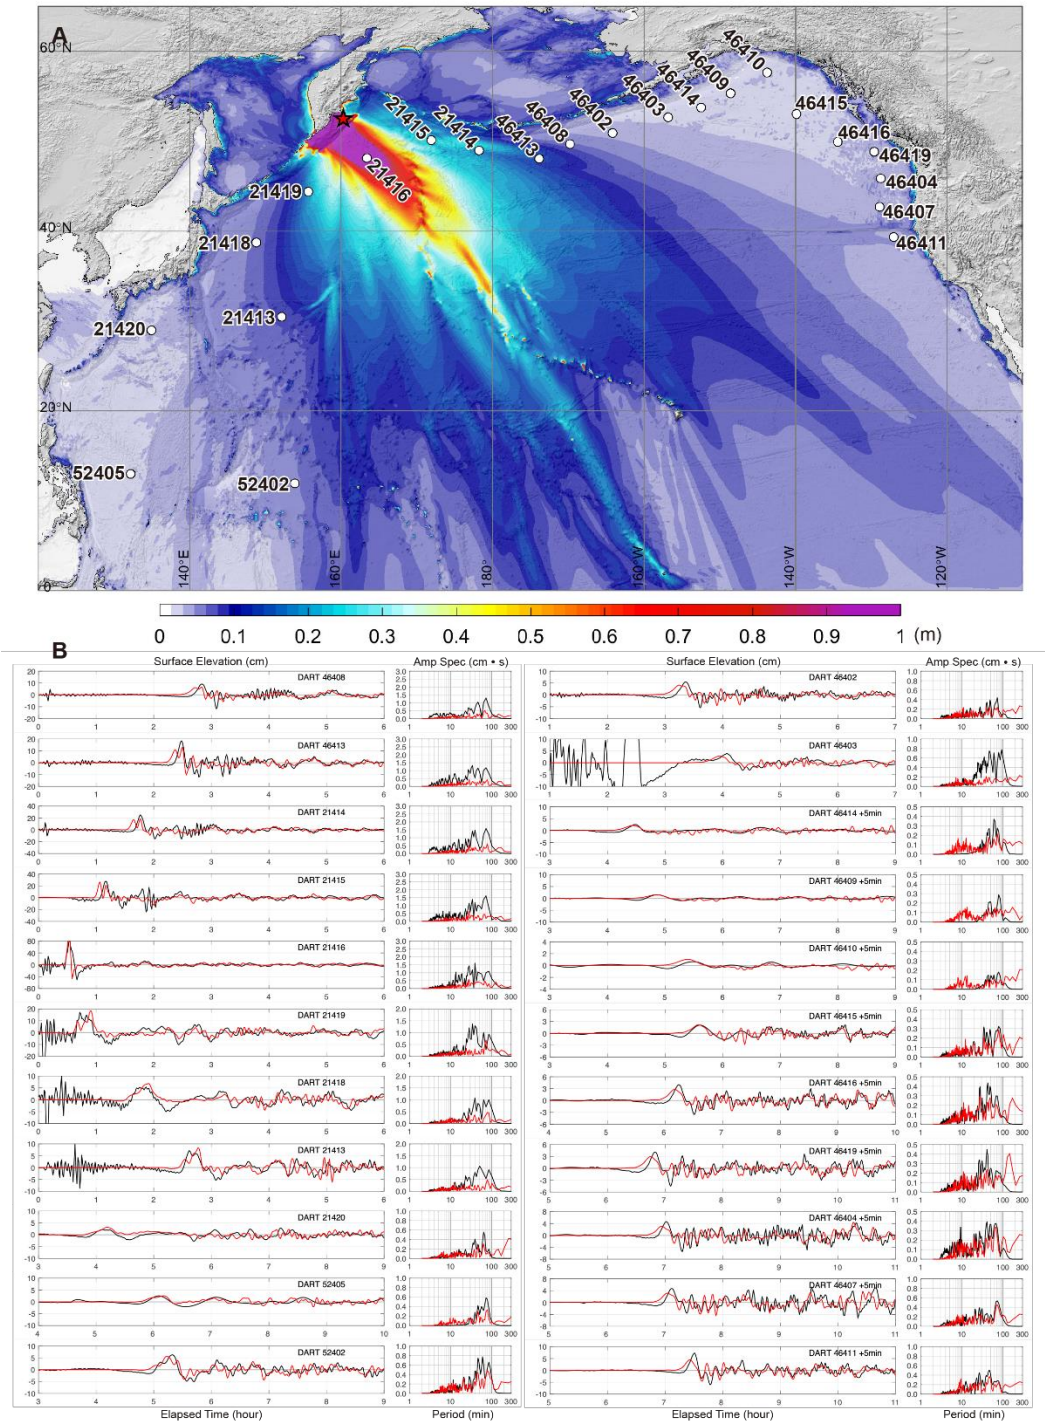 A
60°N
40°N
20°N
0°
140°E
160°E
180°
160°W
140°W
120°W
46410
46409
46414
46403
46402
46408
46413
21414
21415
21416
46415
46416
46419
46404
46407
46411
21419
21418
21413
21420
52405
52402
0 0.1 0.2 0.3 0.4 0.5 0.6 0.7 0.8 0.9 1 (m)
B
Surface Elevation (cm) Amp Spec (cm • s) Surface Elevation (cm) Amp Spec (cm • s)
DART 46408
DART 46402
DART 46413
DART 46403
DART 21414
DART 46414 +5min
DART 21415
DART 46409 +5min
DART 21416
DART 46410 +5min
DART 21419
DART 46415 +5min
DART 21418
DART 46416 +5min
DART 21413
DART 46419 +5min
DART 21420
DART 46404 +5min
DART 52405
DART 46407 +5min
DART 52402
DART 46411 +5min
Elapsed Time (hour) Period (min) Elapsed Time (hour) Period (min)